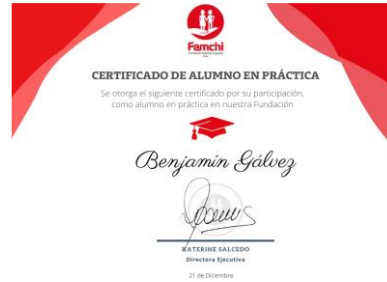 Famchi
CERTIFICADO DE ALUMNO EN PRÁCTICA
Se otorga el siguiente certificado por su participación,
como alumno en práctica en nuestra Fundación
Benjamín Gálvez
KATERINE SALCEDO
Directora Ejecutiva
21 de Diciembre